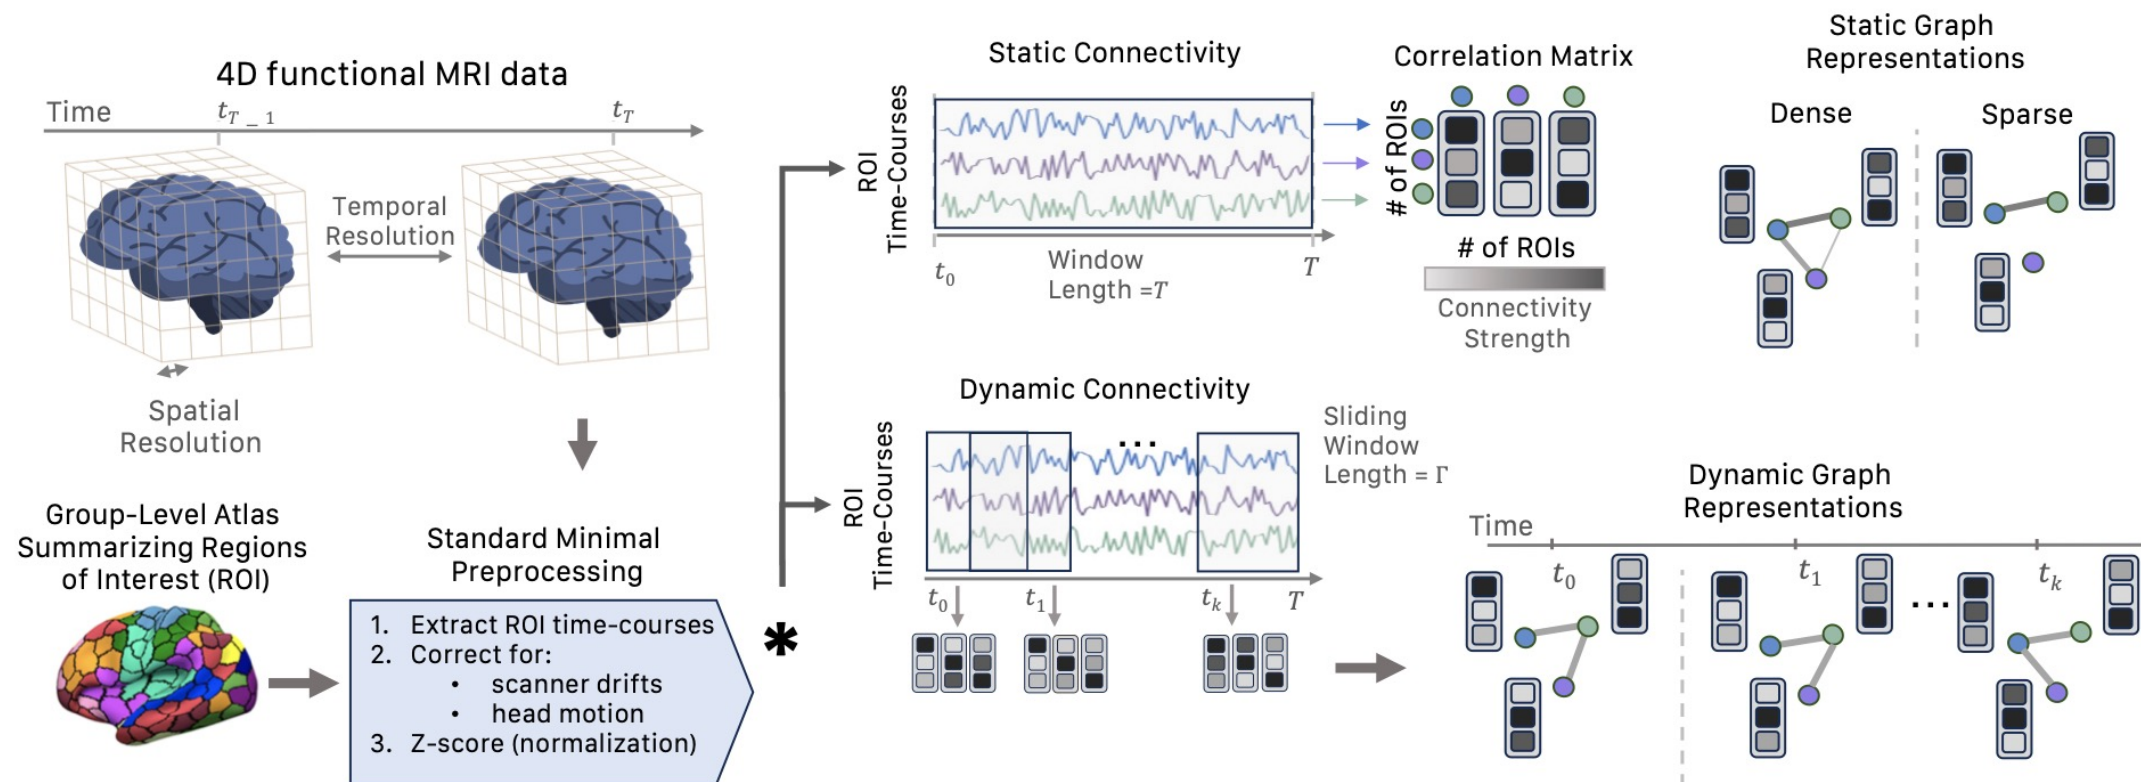 4D functional MRI data
Time
t_{T − 1}
t_T
Temporal
Resolution
Spatial
Resolution
Group-Level Atlas
Summarizing Regions
of Interest (ROI)
Standard Minimal
Preprocessing
1. Extract ROI time-courses
2. Correct for:
• scanner drifts
• head motion
3. Z-score (normalization)
*
Static Connectivity
ROI
Time-Courses
t_0
Window
Length =T
T
Correlation Matrix
# of ROIs
# of ROIs
Connectivity
Strength
Static Graph
Representations
Dense
Sparse
Dynamic Connectivity
ROI
Time-Courses
...
Sliding
Window
Length = Γ
t_0
t_1
t_k
T
Dynamic Graph
Representations
Time
t_0
t_1
...
t_k